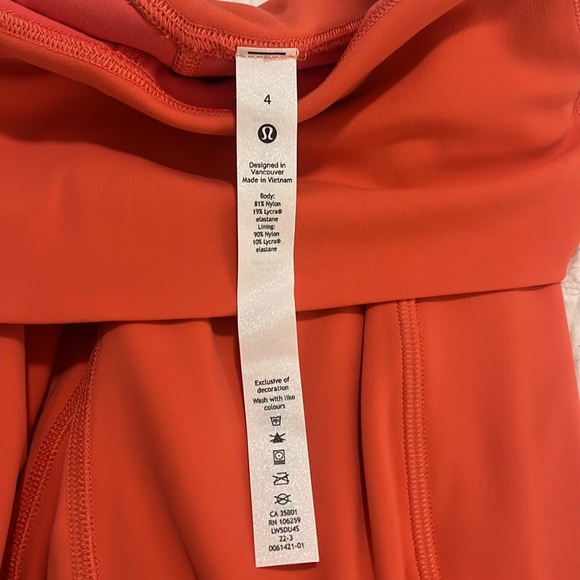 4
Designed in
Vancouver
Made in Vietnam
Body:
81% Nylon
19% Lycra®
elastane
Lining:
90% Nylon
10% Lycra®
elastane
Exclusive of
decoration
Wash with like
colours
CA 35801
RN 106259
LW5DU4S
22-3
0061421-01